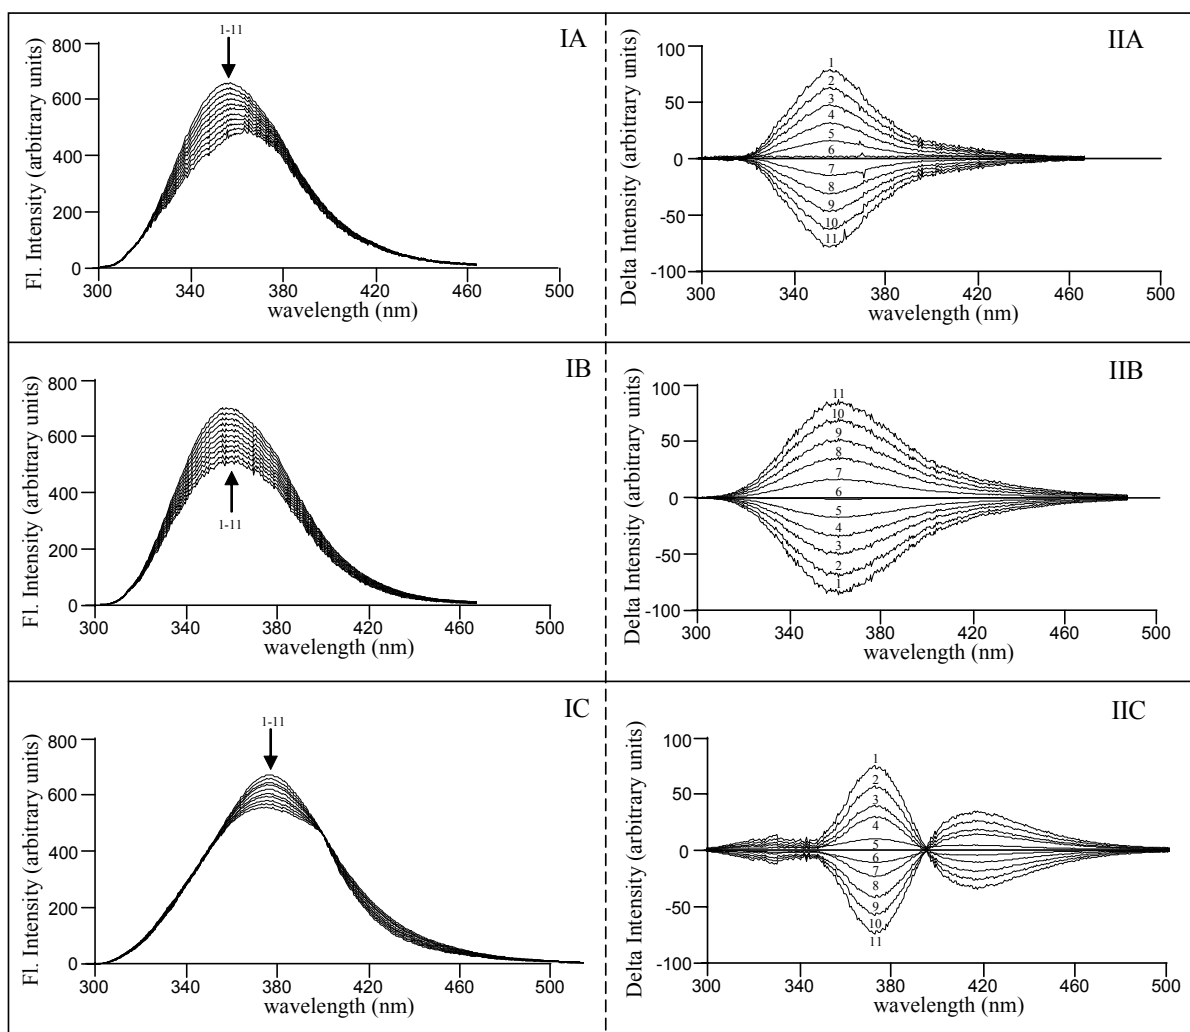 IA
1-11
Fl. Intensity (arbitrary units)
800
600
400
200
0
300 340 380 420 460 500
wavelength (nm)
IIA
Delta Intensity (arbitrary units)
100
50
0
-50
-100
1
2
3
4
5
6
7
8
9
10
11
300 340 380 420 460 500
wavelength (nm)
IB
Fl. Intensity (arbitrary units)
800
600
400
200
0
1-11
300 340 380 420 460 500
wavelength (nm)
IIB
Delta Intensity (arbitrary units)
100
50
0
-50
-100
11
10
9
8
7
6
5
4
3
2
1
300 340 380 420 460 500
wavelength (nm)
IC
1-11
Fl. Intensity (arbitrary units)
800
600
400
200
0
300 340 380 420 460 500
wavelength (nm)
IIC
Delta Intensity (arbitrary units)
100
50
0
-50
-100
1
2
3
4
5
6
7
8
9
10
11
300 340 380 420 460 500
wavelength (nm)